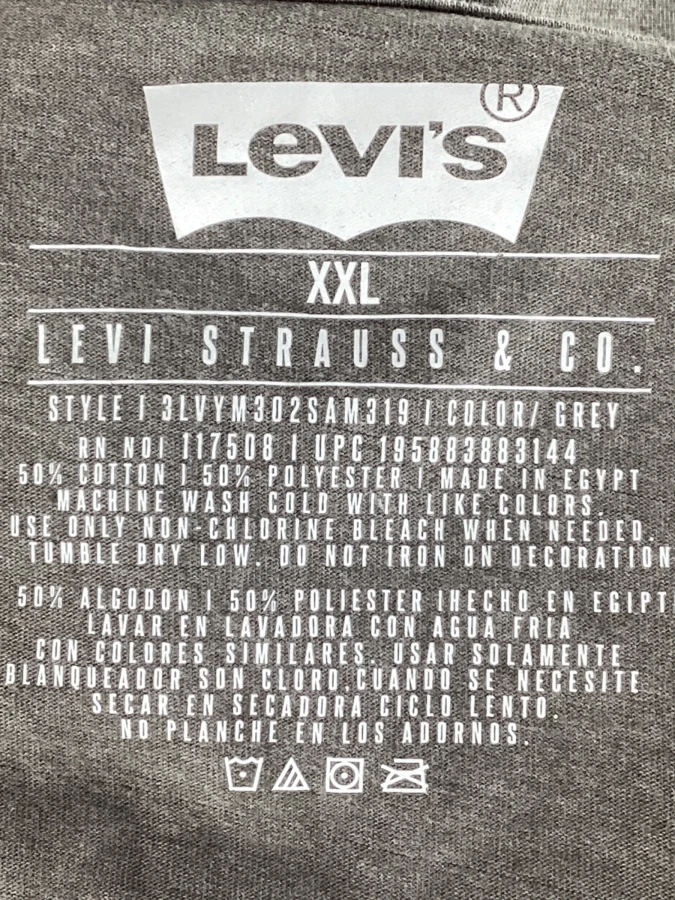 LEVI'S ®
XXL
LEVI STRAUSS & CO.
STYLE | 3LVYM302SAM319 | COLOR/ GREY
RN NO| 117508 | UPC 195883883144
50% COTTON | 50% POLYESTER | MADE IN EGYPT
MACHINE WASH COLD WITH LIKE COLORS.
USE ONLY NON-CHLORINE BLEACH WHEN NEEDED.
TUMBLE DRY LOW. DO NOT IRON ON DECORATION
50% ALGODON | 50% POLIESTER |HECHO EN EGIPT
LAVAR EN LAVADORA CON AGUA FRIA
CON COLORES SIMILARES. USAR SOLAMENTE
BLANQUEADOR SON CLORO,CUANDO SE NECESITE
SECAR EN SECADORA CICLO LENTO.
NO PLANCHE EN LOS ADORNOS.